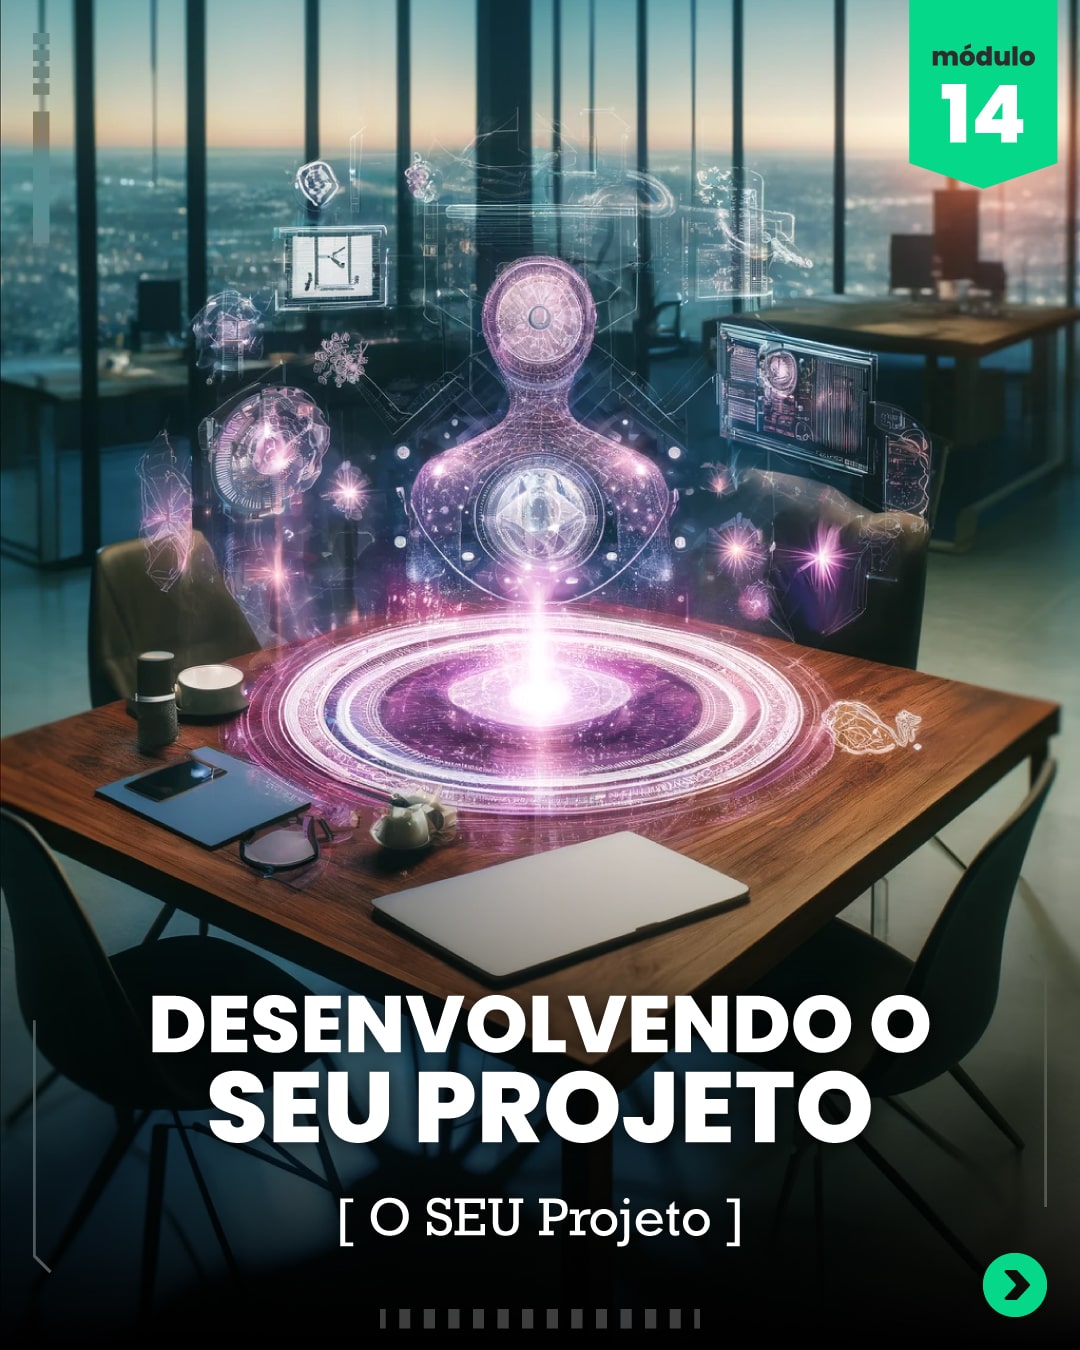 módulo
14
DESENVOLVENDO O
SEU PROJETO
[ O SEU Projeto ]